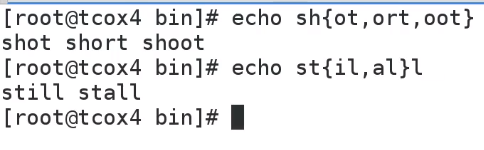 [root@tcox4 bin]# echo sh{ot,ort,oot}
shot short shoot
[root@tcox4 bin]# echo st{il,al}l
still stall
[root@tcox4 bin]#